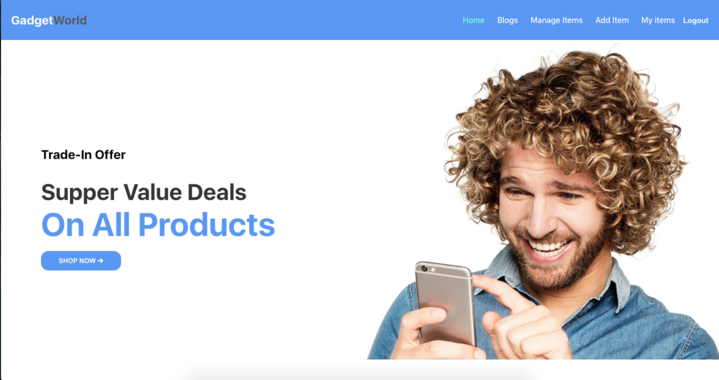 GadgetWorld Home Blogs Manage Items Add Item My items Logout
Trade-In Offer
Supper Value Deals
On All Products
SHOP NOW →